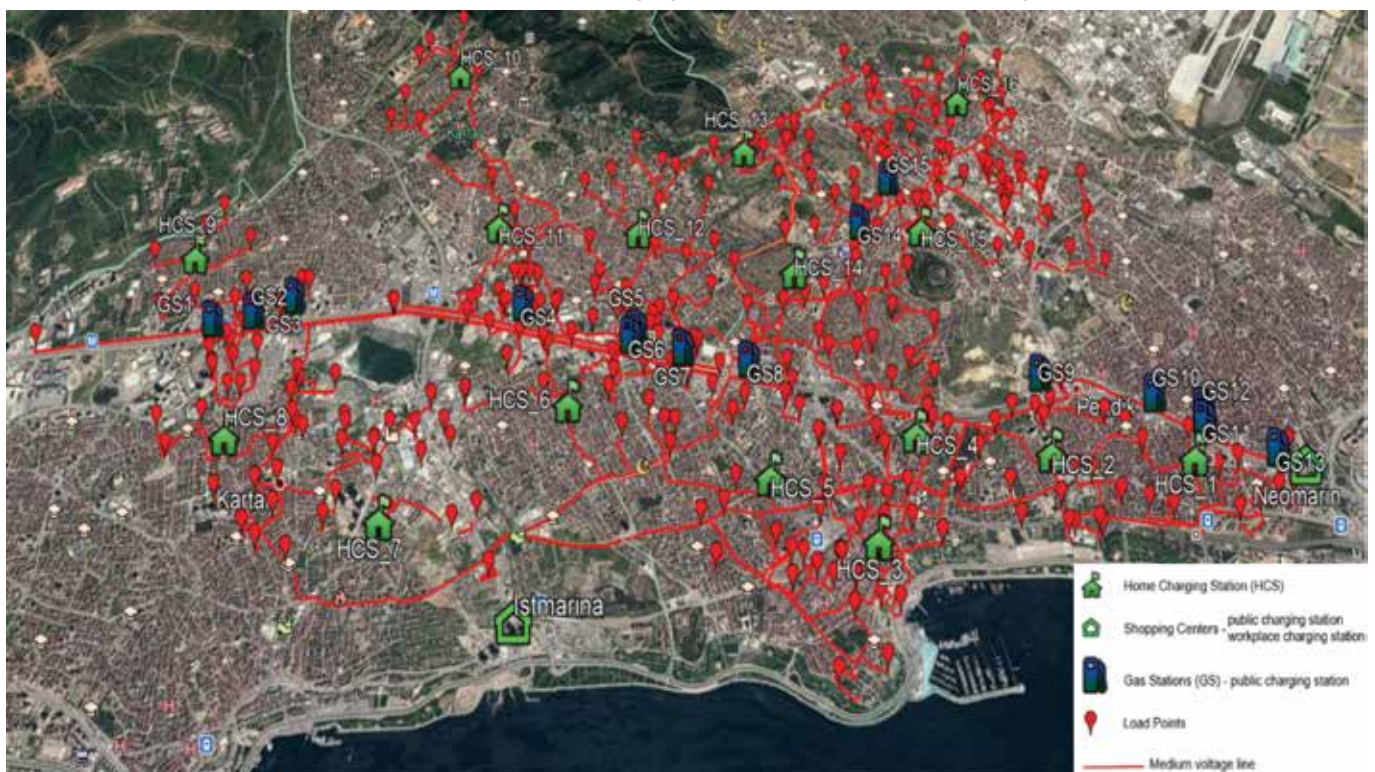 HCS_10
HCS_16
HCS_13
GS15
HCS_9
HCS_11
HCS_12
GS14
HCS_15
HCS_14
GS1
GS2
GS3
GS4
GS5
GS6
GS7
GS8
GS9
GS10
GS12
Pe_d
HCS_6
HCS_8
HCS_4
GS11
HCS_2
HCS_1
GS13
HCS_5
Karta
Neomarin
HCS_7
HCS_3
Istmarina
Home Charging Station (HCS)
Shopping Centers - public charging station
workplace charging station
Gas Stations (GS) - public charging station
Load Points
Medium voltage line